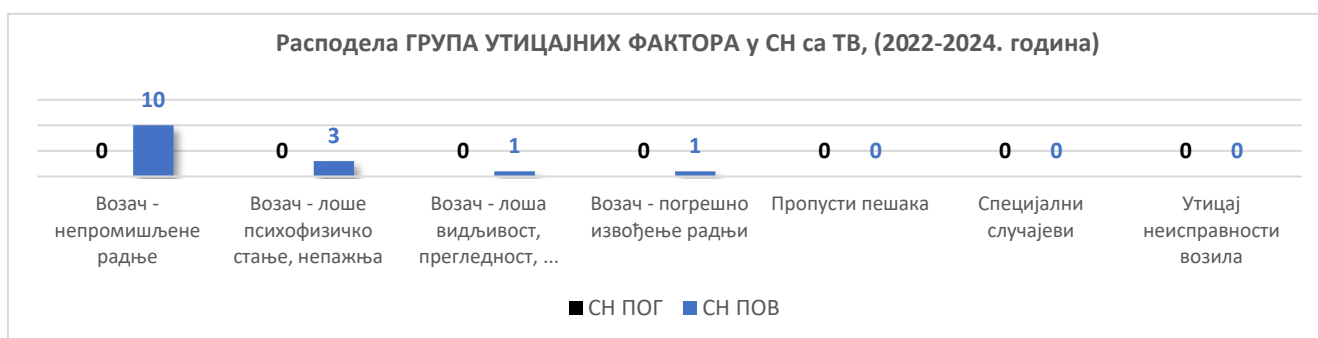 Расподела ГРУПА УТИЦАЈНИХ ФАКТОРА у СН са ТВ, (2022-2024. година)
0 10 0 3 0 1 0 1 0 0 0 0 0 0
Возач - непромишљене радње
Возач - лоше психофизичко стање, непажња
Возач - лоша видљивост, прегледност, ...
Возач - погрешно извођење радњи
Пропусти пешака
Специјални случајеви
Утицај неисправности возила
СН ПОГ СН ПОВ